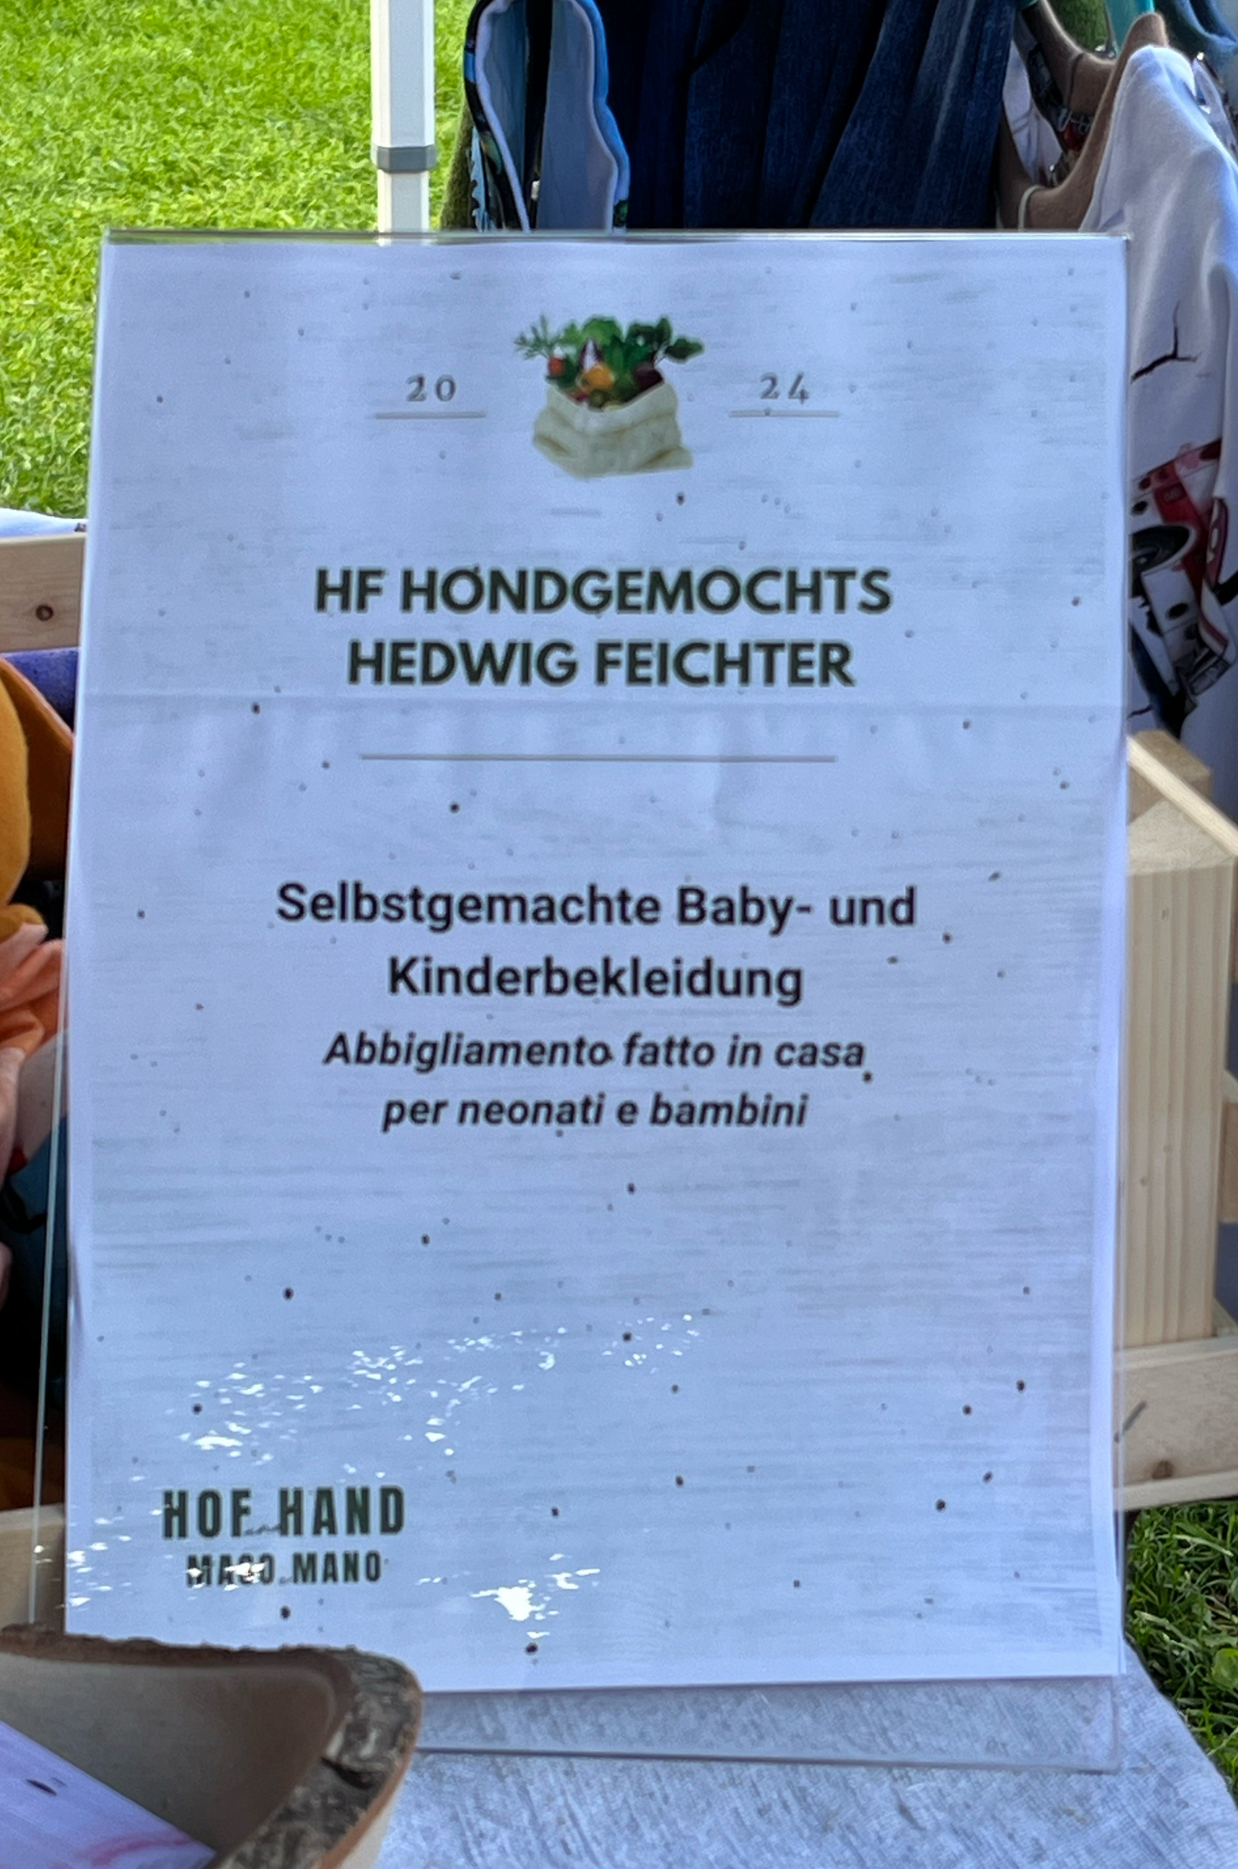 20 24
HF HONDGEMOCHTS
HEDWIG FEICHTER
Selbstgemachte Baby- und
Kinderbekleidung
Abbigliamento fatto in casa
per neonati e bambini
HOF HAND
MASO MANO